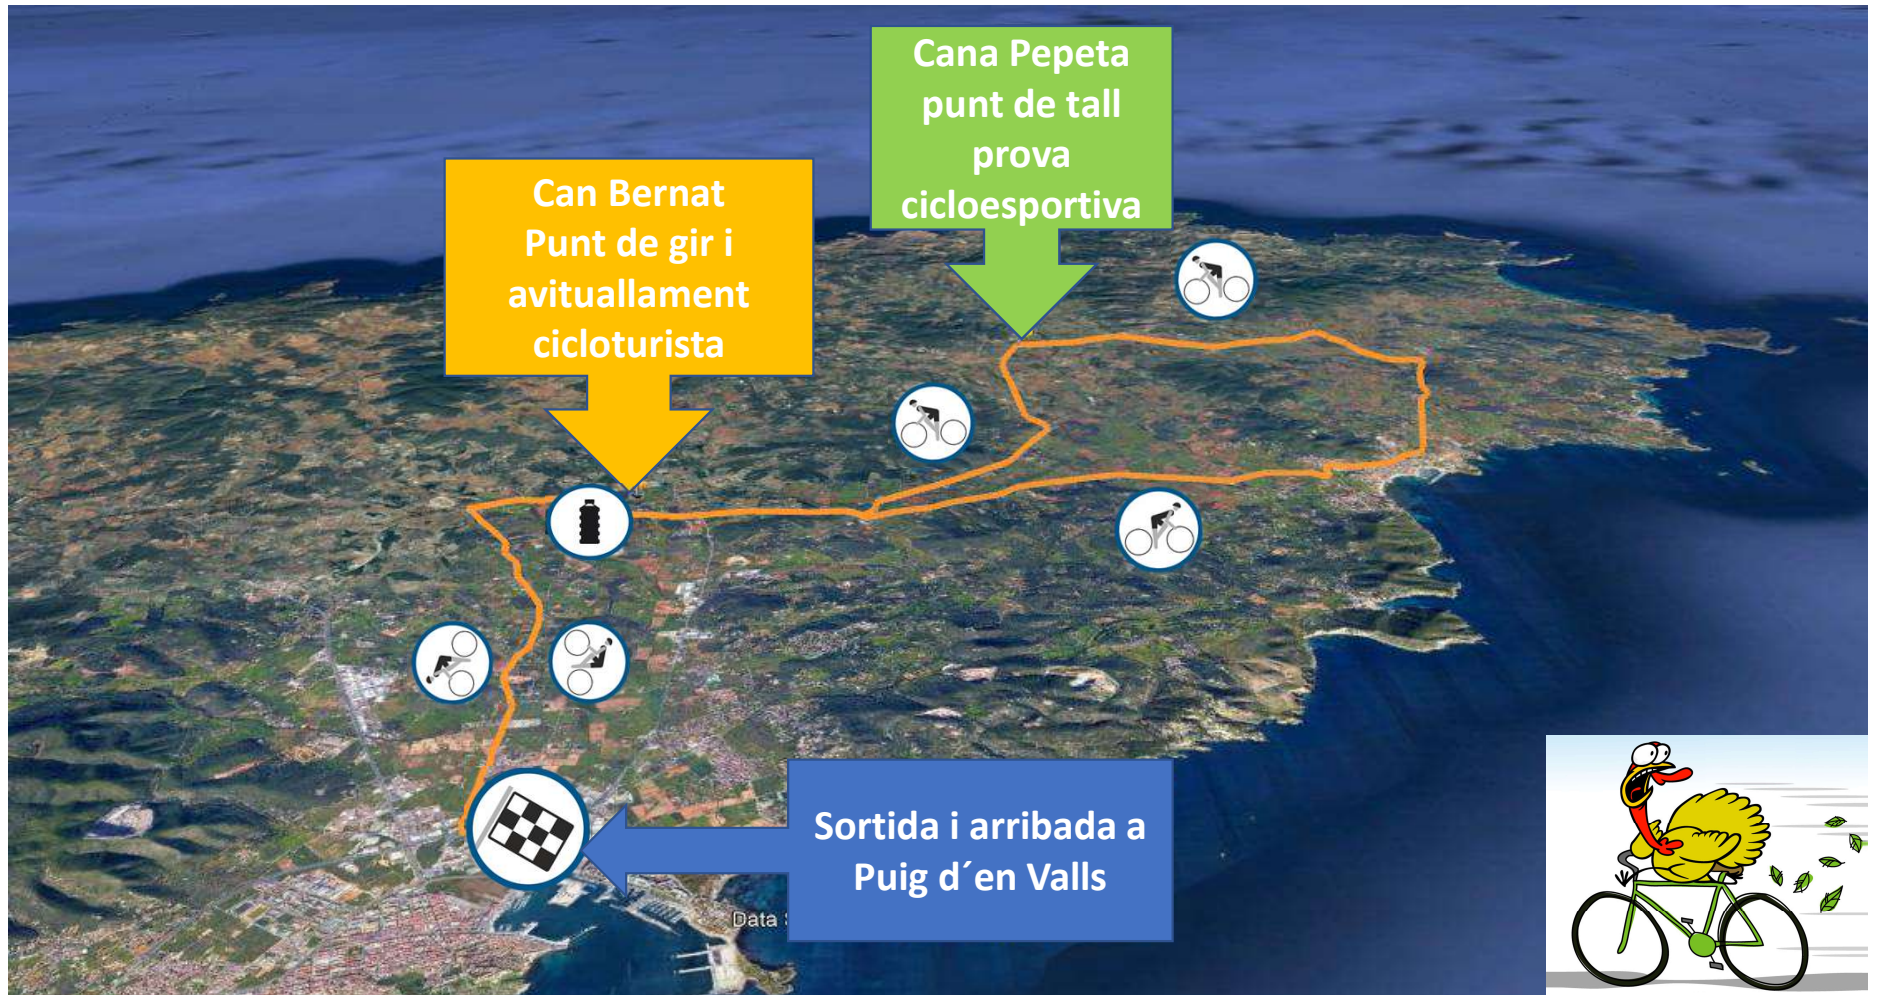 Cana Pepeta
punt de tall
prova
cicloesportiva
Can Bernat
Punt de gir i
avituallament
cicloturista
Sortida i arribada a
Puig d´en Valls
Data